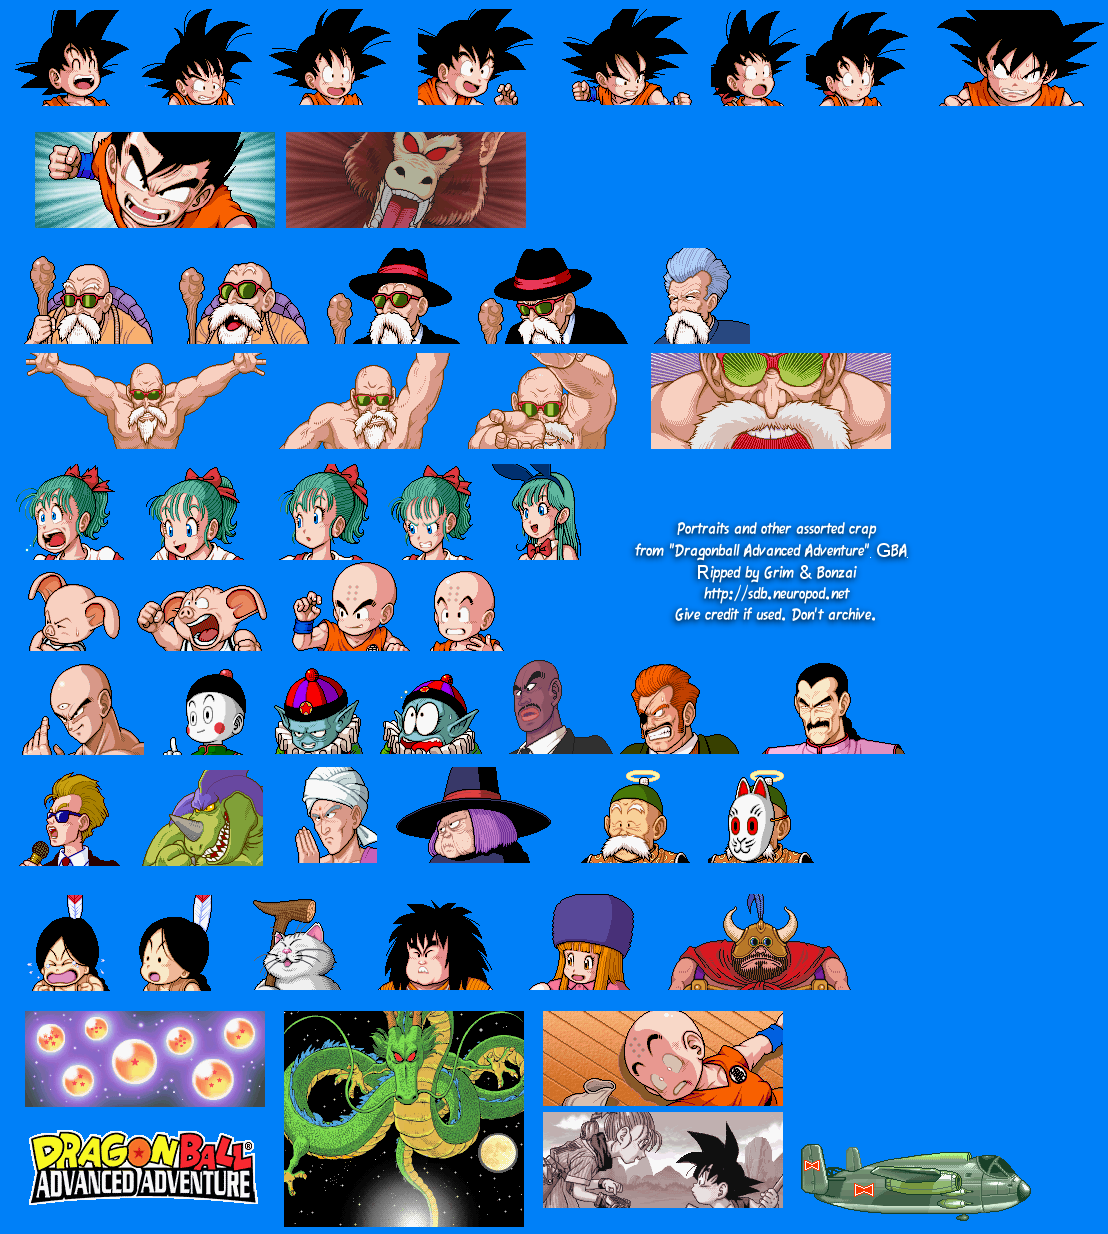 Portraits and other assorted crap
from "Dragonball Advanced Adventure" GBA
Ripped by Grim & Bonzai
http://sdb.neuropod.net
Give credit if used. Don't archive.
DRAGON BALL®
ADVANCED ADVENTURE